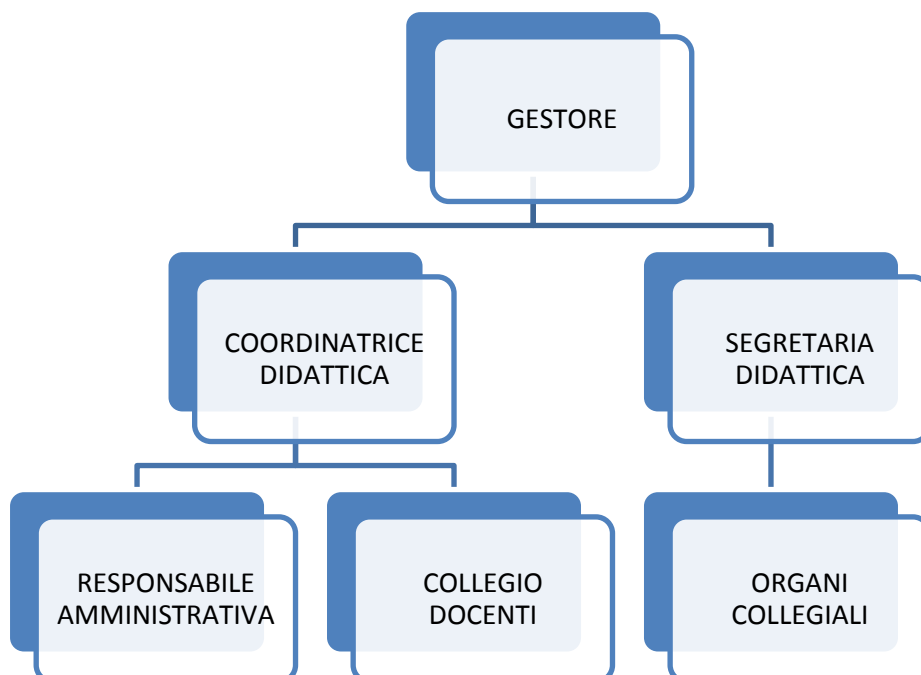 GESTORE
COORDINATRICE
DIDATTICA
SEGRETARIA
DIDATTICA
RESPONSABILE
AMMINISTRATIVA
COLLEGIO
DOCENTI
ORGANI
COLLEGIALI